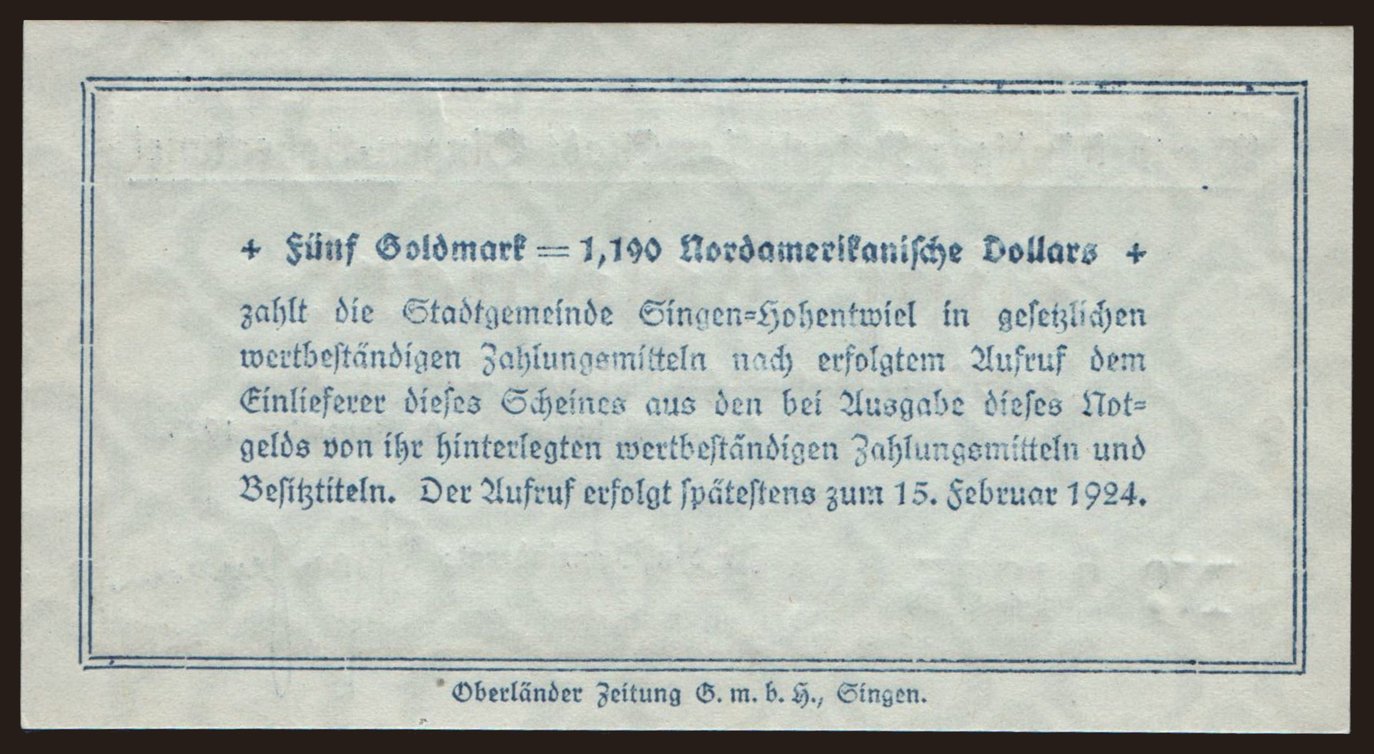 + Fünf Goldmark = 1,190 Nordamerikanische Dollars +
zahlt die Stadtgemeinde Singen-Hohentwiel in gesetzlichen
wertbeständigen Zahlungsmitteln nach erfolgtem Aufruf dem
Einlieferer dieses Scheines aus den bei Ausgabe dieses Not-
gelds von ihr hinterlegten wertbeständigen Zahlungsmitteln und
Besitztiteln. Der Aufruf erfolgt spätestens zum 15. Februar 1924.
Oberländer Zeitung G. m. b. H., Singen.